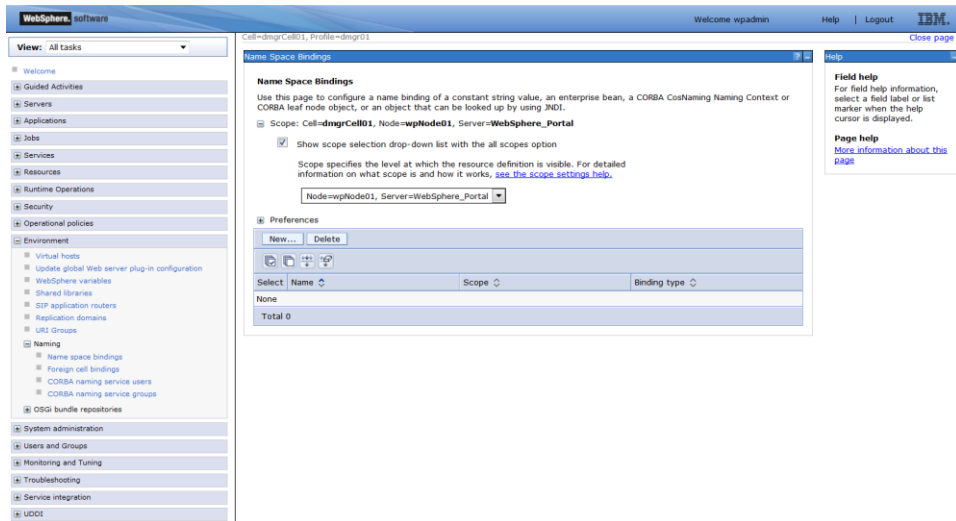 WebSphere. software
Welcome wpadmin
Help | Logout
IBM.
View: All tasks
Cell=dmgrCell01, Profile=dmgr01
Close page
Welcome
Guided Activities
Servers
Applications
Jobs
Services
Resources
Runtime Operations
Security
Operational policies
Environment
Virtual hosts
Update global Web server plug-in configuration
WebSphere variables
Shared libraries
SIP application routers
Replication domains
URI Groups
Naming
Name space bindings
Foreign cell bindings
CORBA naming service users
CORBA naming service groups
OSGi bundle repositories
System administration
Users and Groups
Monitoring and Tuning
Troubleshooting
Service integration
UDDI
Name Space Bindings
?
Name Space Bindings
Use this page to configure a name binding of a constant string value, an enterprise bean, a CORBA CosNaming Naming Context or
CORBA leaf node object, or an object that can be looked up by using JNDI.
Scope: Cell=dmgrCell01, Node=wpNode01, Server=WebSphere_Portal
Show scope selection drop-down list with the all scopes option
Scope specifies the level at which the resource definition is visible. For detailed
information on what scope is and how it works, see the scope settings help.
Node=wpNode01, Server=WebSphere_Portal
Preferences
New... Delete
Select Name Scope Binding type
None
Total 0
Help
Field help
For field help information,
select a field label or list
marker when the help
cursor is displayed.
Page help
More information about this
page